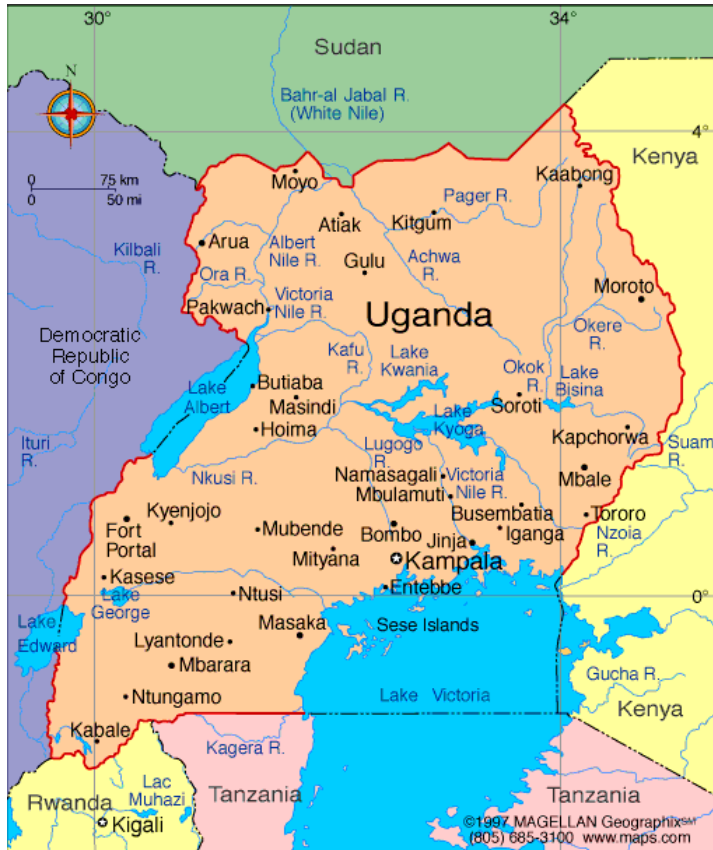 30°
34°
Sudan
N
Bahr-al Jabal R.
(White Nile)
4°
Kenya
0
75 km
0
50 mi
Moyo
Kaabong
Pager R.
Atiak
Kitgum
Kilbali
R.
Arua
Albert
Nile R.
Achwa
R.
Ora R.
Gulu
Moroto
Pakwach
Victoria
Nile R.
Uganda
Okere
R.
Democratic
Republic
of Congo
Kafu
R.
Lake
Kwania
Okok
R.
Lake
Bisina
Lake
Albert
Butiaba
Masindi
Soroti
Lake
Kyoga
Hoima
Kapchorwa
Ituri
R.
Lugogo
R.
Suam
R.
Nkusi R.
Namasagali
Victoria
Nile R.
Mbale
Mbulamuti
Kyenjojo
Busembatia
Tororo
Fort
Portal
Mubende
Bombo
Jinja
Iganga
Nzoia
R.
Mityana
Kampala
Kasese
Entebbe
Lake
George
Ntusi
0°
Lake
Edward
Masaka
Sese Islands
Lyantonde
Mbarara
Gucha R.
Ntungamo
Lake Victoria
Kenya
Kabale
Kagera R.
Lac
Muhazi
Rwanda
Tanzania
Tanzania
Kigali
©1997 MAGELLAN Geographix℠
(805) 685-3100 www.maps.com